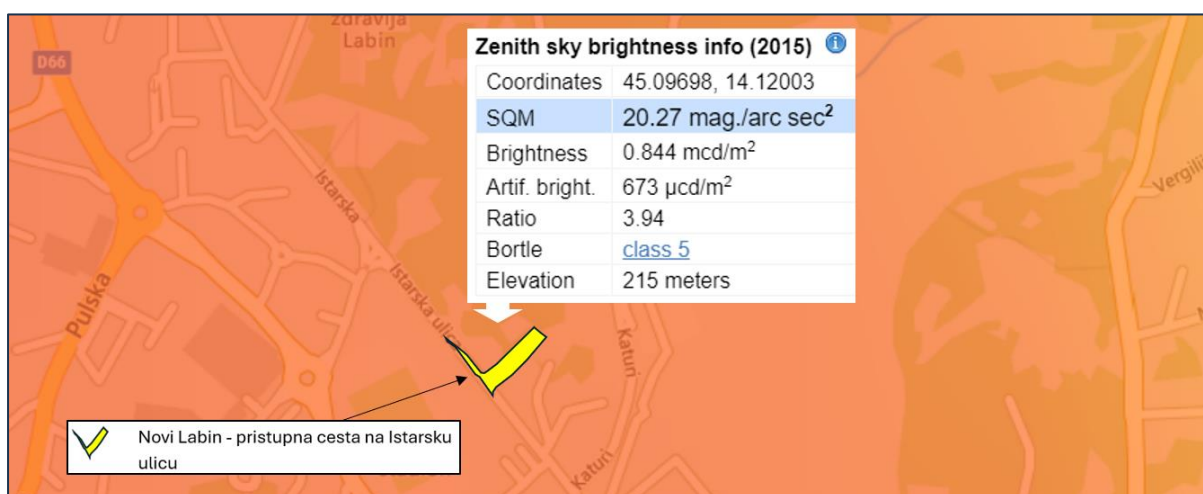 zdravlja
Labin
D66
Zenith sky brightness info (2015)
Coordinates 45.09698, 14.12003
SQM 20.27 mag./arc sec²
Brightness 0.844 mcd/m²
Artif. bright. 673 µcd/m²
Ratio 3.94
Bortle class 5
Elevation 215 meters
Istarska
Vergilij
Istarska ulica
Pulska
Katuri
Novi Labin - pristupna cesta na Istarsku
ulicu
Katuri